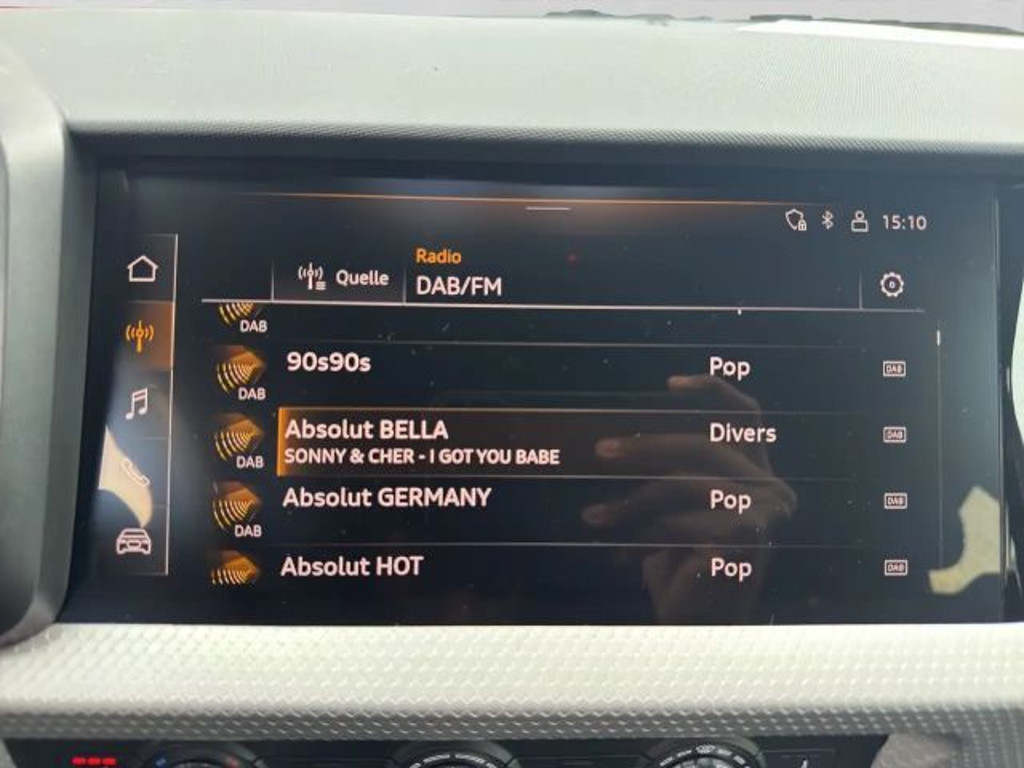 15:10
Radio
Quelle DAB/FM
DAB
90s90s Pop DAB
DAB
Absolut BELLA Divers DAB
SONNY & CHER - I GOT YOU BABE
DAB
Absolut GERMANY Pop DAB
DAB
Absolut HOT Pop DAB